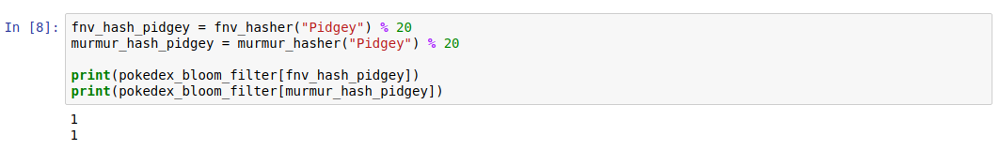 In [8]: fnv_hash_pidgey = fnv_hasher("Pidgey") % 20
murmur_hash_pidgey = murmur_hasher("Pidgey") % 20
print(pokedex_bloom_filter[fnv_hash_pidgey])
print(pokedex_bloom_filter[murmur_hash_pidgey])
1
1